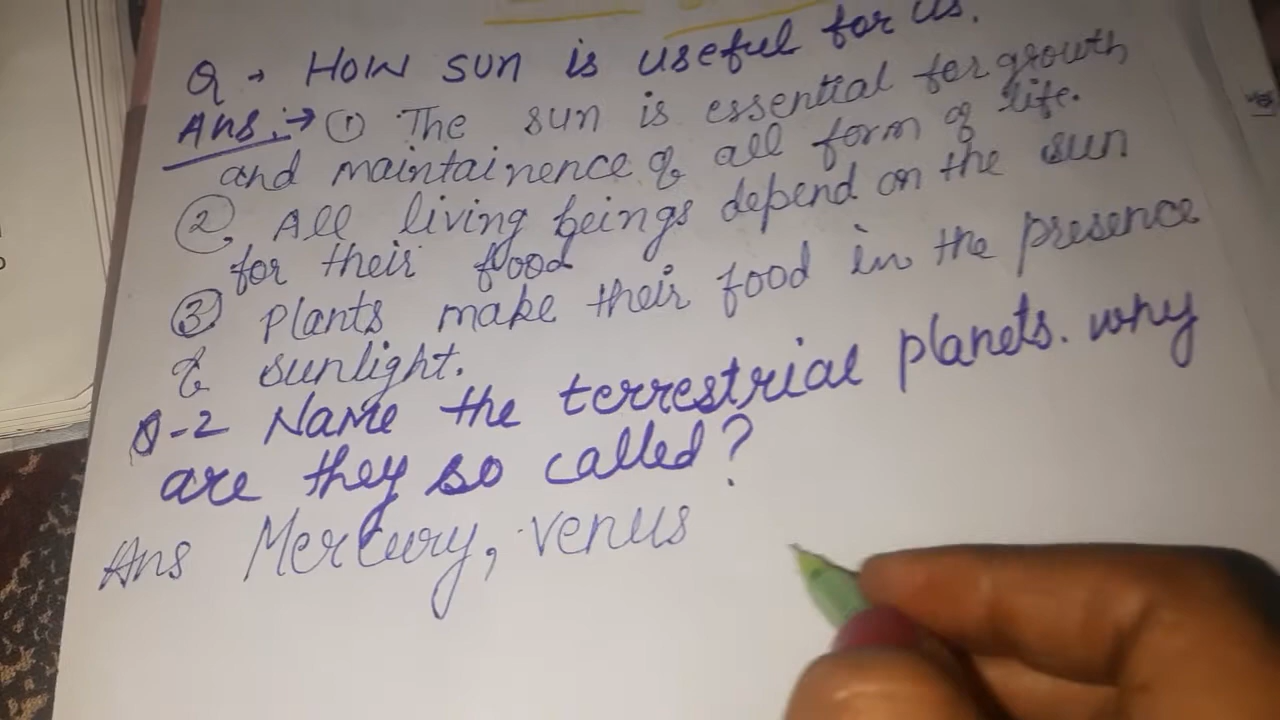 Q → How sun is useful for us.
Ans:→ ① The sun is essential for growth
and maintainence of all form of life.
② All living beings depend on the sun
for their food
③ Plants make their food in the presence
of sunlight.
Q-2 Name the terrestrial planets. why
are they so called?
Ans Mercury, Venus